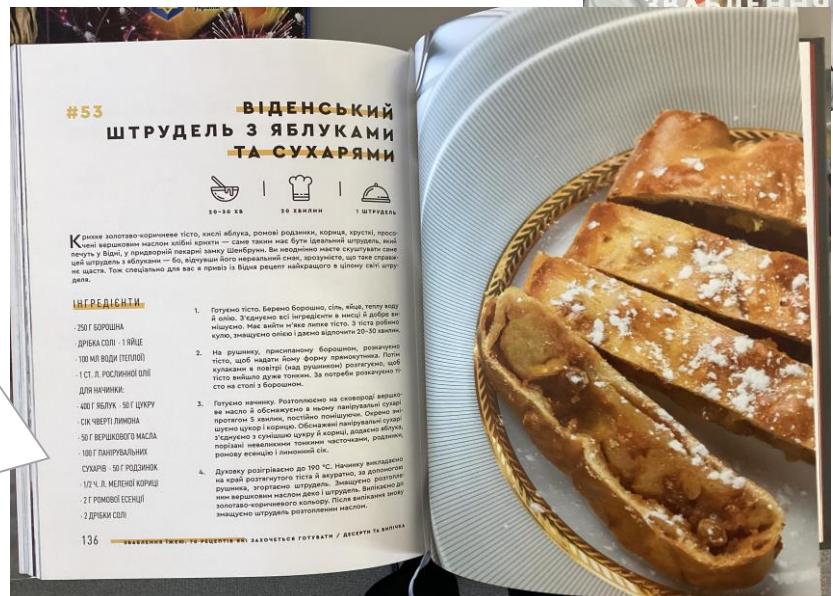 україни
ЗВАБЛЕННЯ
#53
ВІДЕНСЬКИЙ
ШТРУДЕЛЬ З ЯБЛУКАМИ
ТА СУХАРЯМИ
20-30 ХВ
30 ХВИЛИН
1 ШТРУДЕЛЬ
Крихке золотаво-коричневе тісто, кислі яблука, ромові родзинки, кориця, хрусткі, просо-
чені вершковим маслом хлібні крихти — саме таким має бути ідеальний штрудель, який
печуть у Відні, у придворній пекарні замку Шенбрунн. Ви неодмінно маєте скуштувати саме
цей штрудель з яблуками — бо, відчувши його нереальний смак, зрозумієте, що таке справж-
нє щастя. Тож спеціально для вас я привіз із Відня рецепт найкращого в цілому світі штру-
деля.
ІНГРЕДІЄНТИ
· 250 Г БОРОШНА
· ДРІБКА СОЛІ · 1 ЯЙЦЕ
· 100 МЛ ВОДИ (ТЕПЛОЇ)
· 1 СТ. Л. РОСЛИННОЇ ОЛІЇ
ДЛЯ НАЧИНКИ:
· 400 Г ЯБЛУК · 50 Г ЦУКРУ
· СІК ЧВЕРТІ ЛИМОНА
· 50 Г ВЕРШКОВОГО МАСЛА
· 100 Г ПАНІРУВАЛЬНИХ
СУХАРІВ · 50 Г РОДЗИНОК
· 1/2 Ч. Л. МЕЛЕНОЇ КОРИЦІ
· 2 Г РОМОВОЇ ЕСЕНЦІЇ
· 2 ДРІБКИ СОЛІ
1. Готуємо тісто. Беремо борошно, сіль, яйце, теплу воду
й олію. З'єднуємо всі інгредієнти в мисці й добре ви-
мішуємо. Має вийти м'яке липке тісто. З тіста робимо
кулю, змащуємо олією і даємо відпочити 20-30 хвилин.
2. На рушнику, присипаному борошном, розкачуємо
тісто, щоб надати йому форму прямокутника. Потім
кулаками в повітрі (над рушником) розтягуємо, щоб
тісто вийшло дуже тонким. За потреби розкачуємо ті-
сто на столі з борошном.
3. Готуємо начинку. Розтоплюємо на сковороді вершко-
ве масло й обсмажуємо в ньому панірувальні сухарі
протягом 5 хвилин, постійно помішуючи. Окремо змі-
шуємо цукор і корицю. Обсмажені панірувальні сухарі
з'єднуємо з сумішшю цукру й кориці, додаємо яблука,
порізані невеликими тонкими часточками, родзинки,
ромову есенцію і лимонний сік.
4. Духовку розігріваємо до 190 °С. Начинку викладаємо
на край розтягнутого тіста й акуратно, за допомогою
рушника, згортаємо штрудель. Змащуємо розтопле-
ним вершковим маслом деко і штрудель. Випікаємо до
золотаво-коричневого кольору. Після випікання знову
змащуємо штрудель розтопленим маслом.
136
ЗВАБЛЕННЯ ЇЖЕЮ. 70 РЕЦЕПТІВ ЯКІ ЗАХОЧЕТЬСЯ ГОТУВАТИ / ДЕСЕРТИ ТА ВИПІЧКА